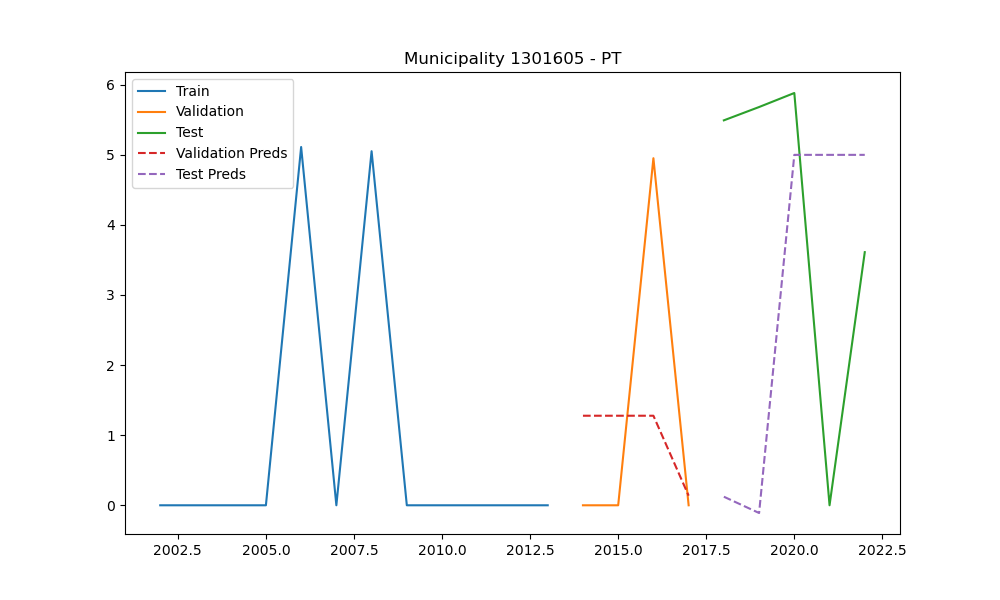 Municipality 1301605 - PT
Train
Validation
Test
Validation Preds
Test Preds
6
5
4
3
2
1
0
2002.5 2005.0 2007.5 2010.0 2012.5 2015.0 2017.5 2020.0 2022.5